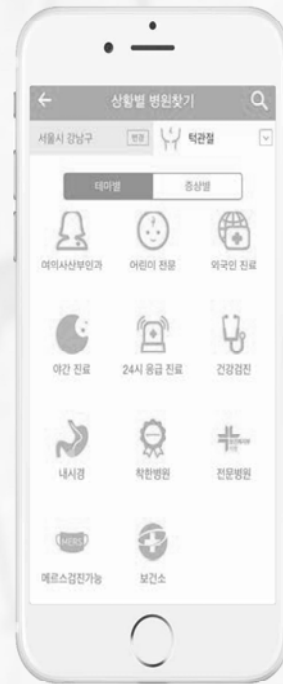 상황별 병원찾기
서울시 강남구 변경 턱관절
테마별 증상별
여의사산부인과 어린이 전문 외국인 진료
야간 진료 24시 응급 진료 건강검진
내시경 착한병원 전문병원
MERS
메르스검진가능 보건소